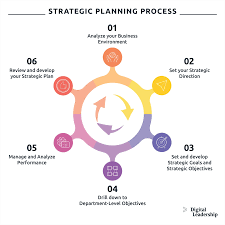 STRATEGIC PLANNING PROCESS
01
Analyze your Business
Environment
02
Set your Strategic
Direction
03
Set and develop
Strategic Goals and
Strategic Objectives
04
Drill down to
Department-Level Objectives
05
Manage and Analyze
Performance
06
Review and develop
your Strategic Plan
Digital
Leadership